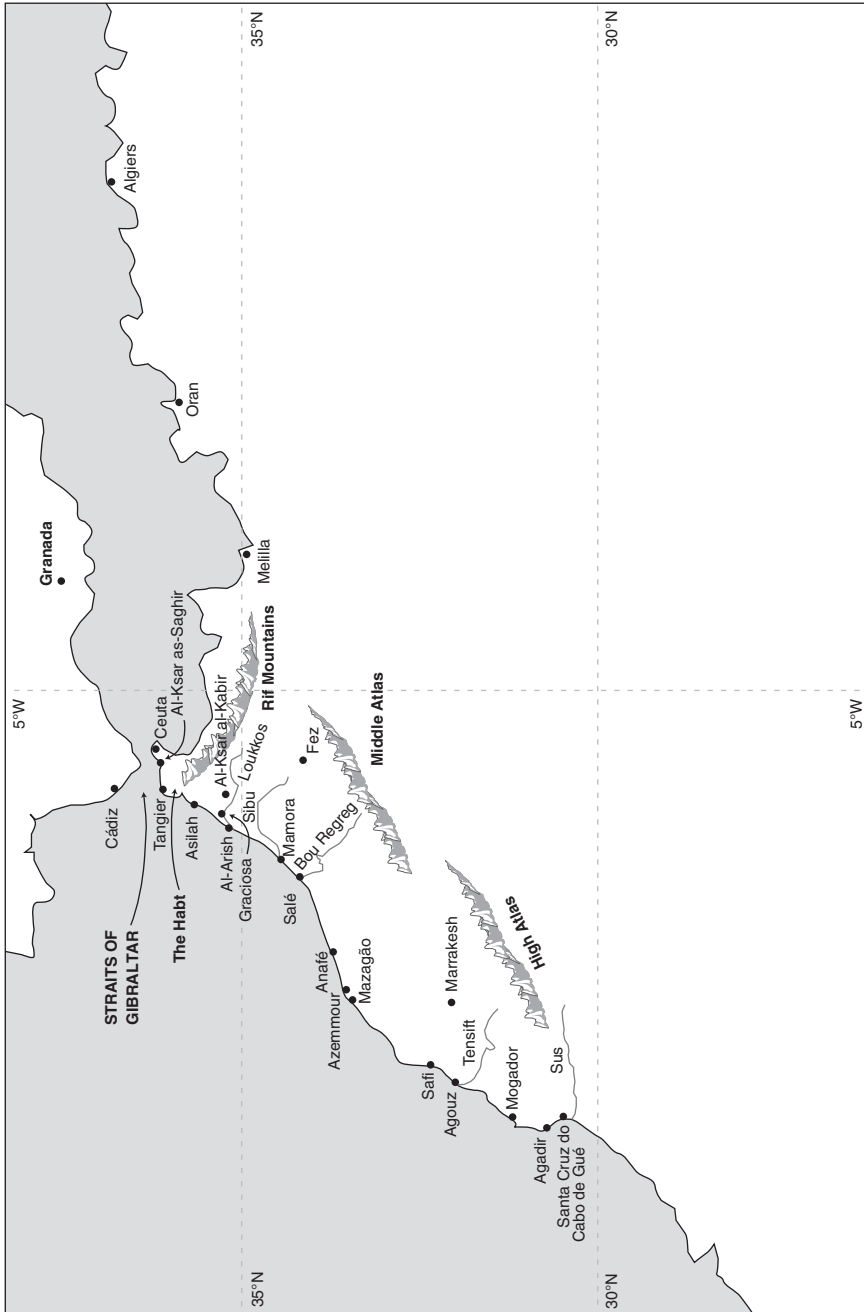 5°W
35°N
30°N
35°N
30°N
5°W
Granada
Cádiz
STRAITS OF
GIBRALTAR
The Habt
Ceuta
Al-Ksar as-Saghir
Tangier
Asilah
Al-Arish
Graciosa
Al-Ksar al-Kabir
Loukkos
Sibu
Rif Mountains
Melilla
Oran
Algiers
Mamora
Salé
Bou Regreg
Fez
Middle Atlas
Anafé
Azemmour
Mazagão
Marrakesh
High Atlas
Safi
Agouz
Tensift
Mogador
Sus
Agadir
Santa Cruz do
Cabo de Gué